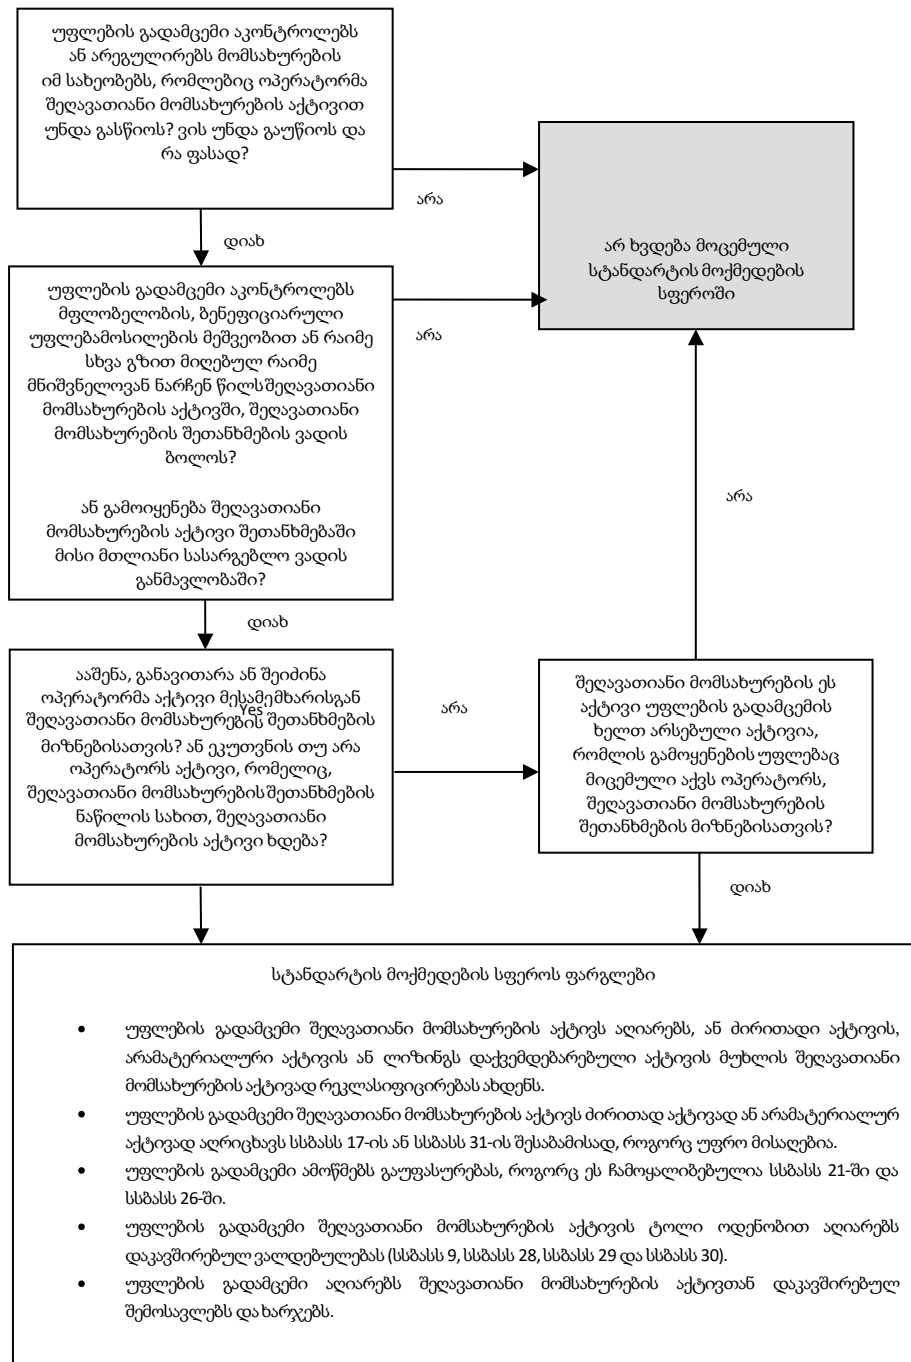 უფლების გადამცემი აკონტროლებს
ან არეგულირებს მომსახურების
იმ სახეობებს, რომლებიც ოპერატორმა
შეღავათიანი მომსახურების აქტივით
უნდა გასწიოს? ვის უნდა გაუწიოს და
რა ფასად?
არა
არ ხვდება მოცემული
სტანდარტის მოქმედების
სფეროში
დიახ
უფლების გადამცემი აკონტროლებს
მფლობელობის, ბენეფიციარული
უფლებამოსილების მეშვეობით ან რაიმე
სხვა გზით მიღებულ რაიმე
მნიშვნელოვან ნარჩენ წილს შეღავათიანი
მომსახურების აქტივში, შეღავათიანი
მომსახურების შეთანხმების ვადის
ბოლოს?
ან გამოიყენება შეღავათიანი
მომსახურების აქტივი შეთანხმებაში
მისი მთლიანი სასარგებლო ვადის
განმავლობაში?
არა
არა
დიახ
ააშენა, განავითარა ან შეიძინა
ოპერატორმა აქტივი მესამე მხარისგან
Yes
შეღავათიანი მომსახურების შეთანხმების
მიზნებისათვის? ან ეკუთვნის თუ არა
ოპერატორს აქტივი, რომელიც,
შეღავათიანი მომსახურების შეთანხმების
ნაწილის სახით, შეღავათიანი
მომსახურების აქტივი ხდება?
არა
შეღავათიანი მომსახურების ეს
აქტივი უფლების გადამცემის
ხელთ არსებული აქტივია,
რომლის გამოყენების უფლებაც
მიცემული აქვს ოპერატორს,
შეღავათიანი მომსახურების
შეთანხმების მიზნებისათვის?
დიახ
სტანდარტის მოქმედების სფეროს ფარგლები
• უფლების გადამცემი შეღავათიანი მომსახურების აქტივს აღიარებს, ან ძირითადი აქტივის,
არამატერიალური აქტივის ან ლიზინგს დაქვემდებარებული აქტივის მუხლის შეღავათიანი
მომსახურების აქტივად რეკლასიფიცირებას ახდენს.
• უფლების გადამცემი შეღავათიანი მომსახურების აქტივს ძირითად აქტივად ან არამატერიალურ
აქტივად აღრიცხავს სსბასს 17-ის ან სსბასს 31-ის შესაბამისად, როგორც უფრო მისაღებია.
• უფლების გადამცემი ამოწმებს გაუფასურებას, როგორც ეს ჩამოყალიბებულია სსბასს 21-ში და
სსბასს 26-ში.
• უფლების გადამცემი შეღავათიანი მომსახურების აქტივის ტოლი ოდენობით აღიარებს
დაკავშირებულ ვალდებულებას (სსბასს 9, სსბასს 28, სსბასს 29 და სსბასს 30).
• უფლების გადამცემი აღიარებს შეღავათიანი მომსახურების აქტივთან დაკავშირებულ
შემოსავლებს და ხარჯებს.